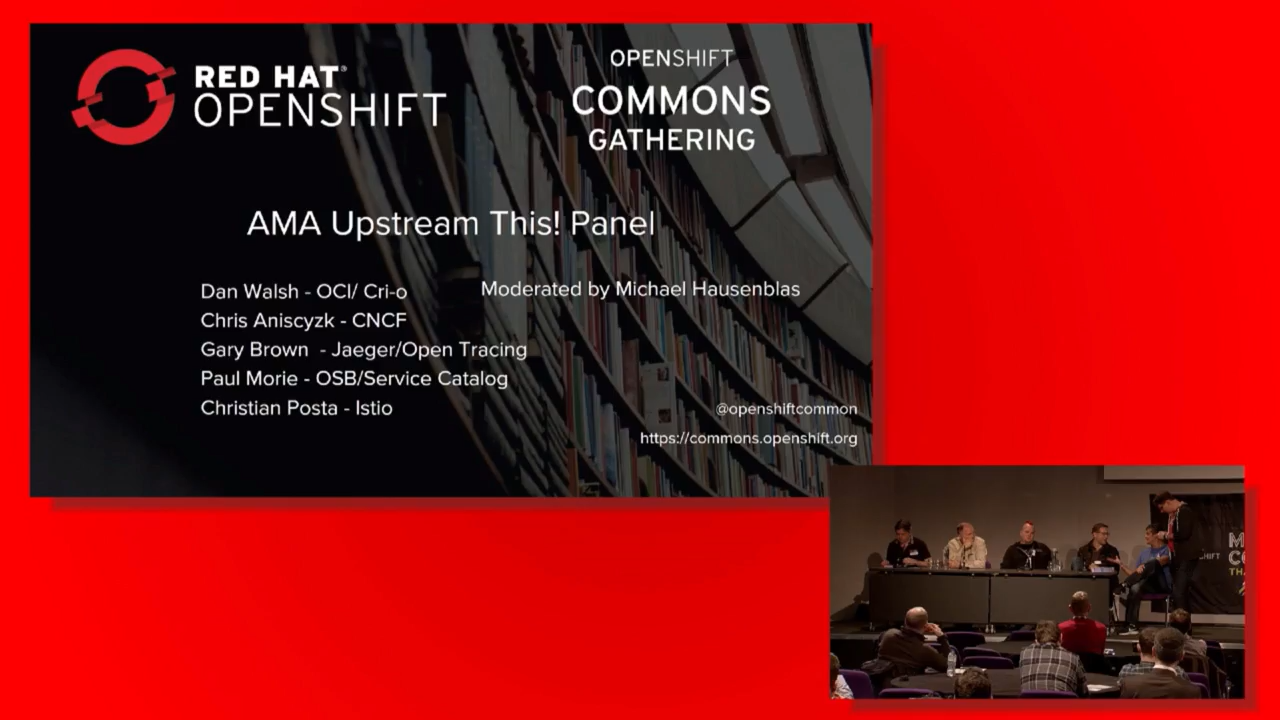 RED HAT®
OPENSHIFT
OPENSHIFT
COMMONS
GATHERING
AMA Upstream This! Panel
Dan Walsh - OCI/ Cri-o
Moderated by Michael Hausenblas
Chris Aniscyzk - CNCF
Gary Brown - Jaeger/Open Tracing
Paul Morie - OSB/Service Catalog
Christian Posta - Istio
@openshiftcommon
https://commons.openshift.org